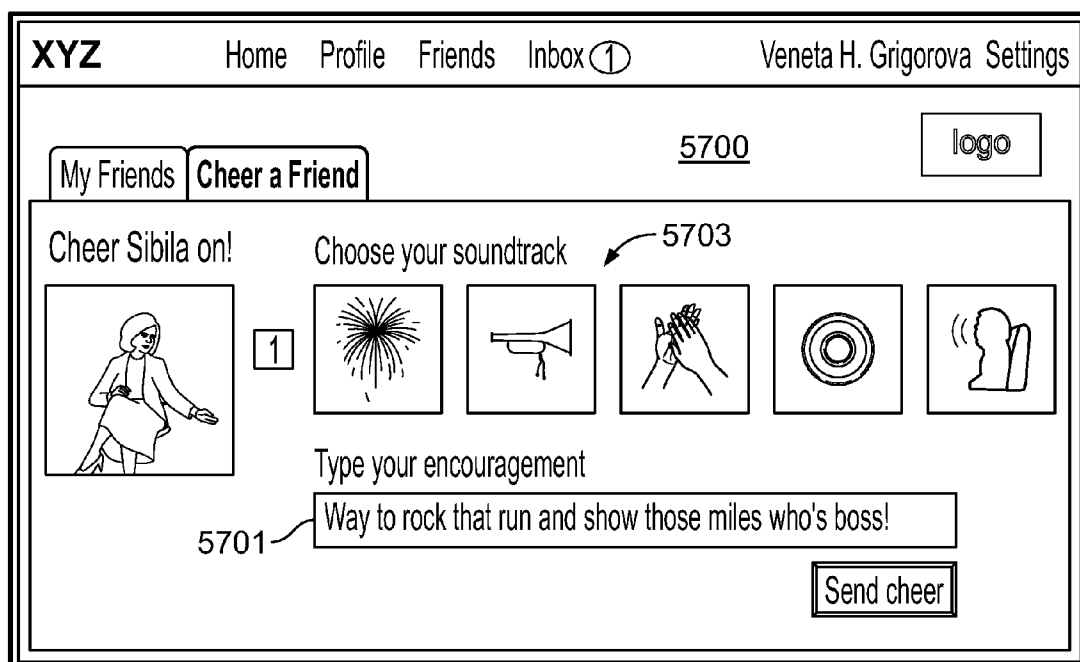 XYZ Home Profile Friends Inbox 1 Veneta H. Grigorova Settings
5700 logo
My Friends Cheer a Friend
Cheer Sibila on! Choose your soundtrack 5703
1
Type your encouragement
Way to rock that run and show those miles who's boss!
5701
Send cheer